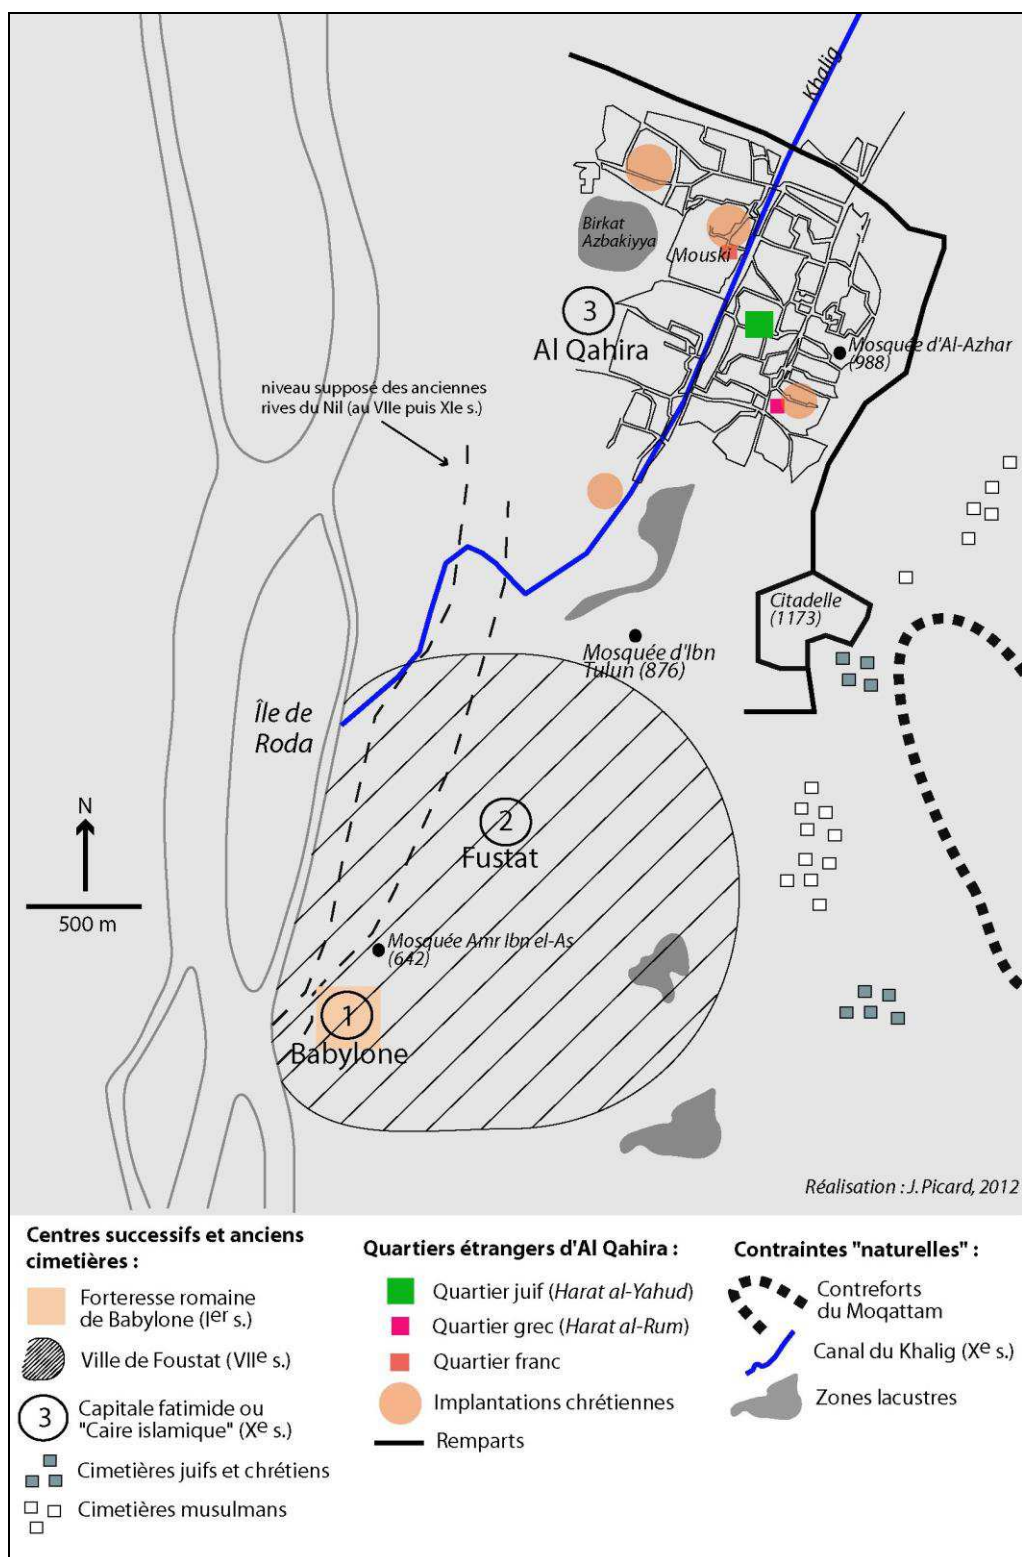 Khalig
Birkat
Azbakiyya
Mouski
3
Al Qahira
Mosquée d'Al-Azhar
(988)
niveau supposé des anciennes
rives du Nil (au VIIe puis XIe s.)
Citadelle
(1173)
Mosquée d'Ibn
Tulun (876)
Île de
Roda
N
500 m
2
Fustat
Mosquée Amr Ibn el-As
(642)
1
Babylone
Réalisation : J. Picard, 2012
Centres successifs et anciens
cimetières :
Forteresse romaine
de Babylone (Ier s.)
Ville de Foustat (VIIe s.)
3
Capitale fatimide ou
"Caire islamique" (Xe s.)
Cimetières juifs et chrétiens
Cimetières musulmans
Quartiers étrangers d'Al Qahira :
Quartier juif (Harat al-Yahud)
Quartier grec (Harat al-Rum)
Quartier franc
Implantations chrétiennes
Remparts
Contraintes "naturelles" :
Contreforts
du Moqattam
Canal du Khalig (Xe s.)
Zones lacustres